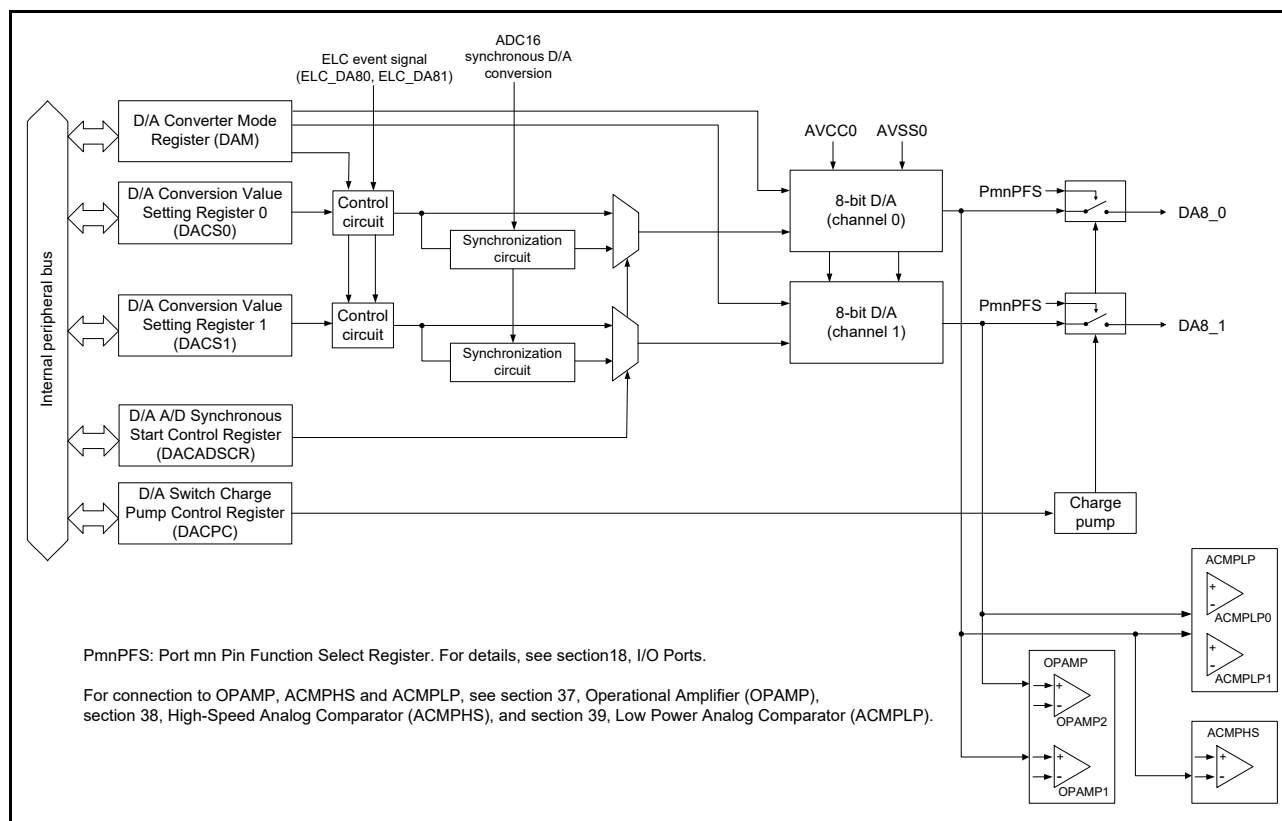 ELC event signal
(ELC_DA80, ELC_DA81)
ADC16
synchronous D/A
conversion
Internal peripheral bus
D/A Converter Mode
Register (DAM)
D/A Conversion Value
Setting Register 0
(DACS0)
Control
circuit
Synchronization
circuit
AVCC0
AVSS0
8-bit D/A
(channel 0)
PmnPFS
DA8_0
D/A Conversion Value
Setting Register 1
(DACS1)
Control
circuit
Synchronization
circuit
8-bit D/A
(channel 1)
PmnPFS
DA8_1
D/A A/D Synchronous
Start Control Register
(DACADSCR)
D/A Switch Charge
Pump Control Register
(DACPC)
Charge
pump
ACMPLP
+
-
ACMPLP0
+
-
ACMPLP1
OPAMP
+
-
OPAMP2
+
-
OPAMP1
ACMPHS
+
-
PmnPFS: Port mn Pin Function Select Register. For details, see section18, I/O Ports.
For connection to OPAMP, ACMPHS and ACMPLP, see section 37, Operational Amplifier (OPAMP),
section 38, High-Speed Analog Comparator (ACMPHS), and section 39, Low Power Analog Comparator (ACMPLP).